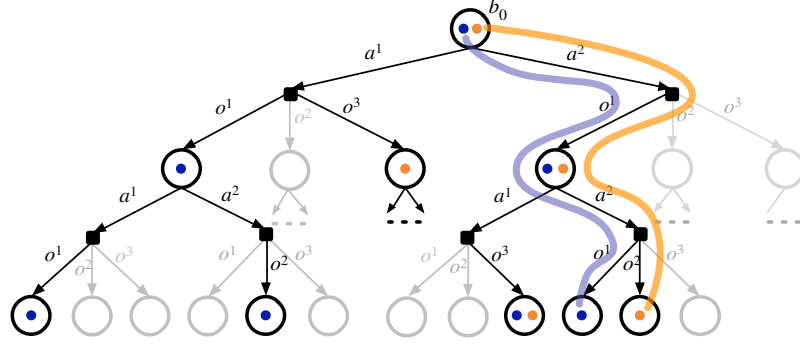 b₀
a¹ a²
o¹ o² o³ o¹ o² o³
a¹ a² a¹ a²
o¹ o² o³ o¹ o² o³ o¹ o² o³ o¹ o² o³